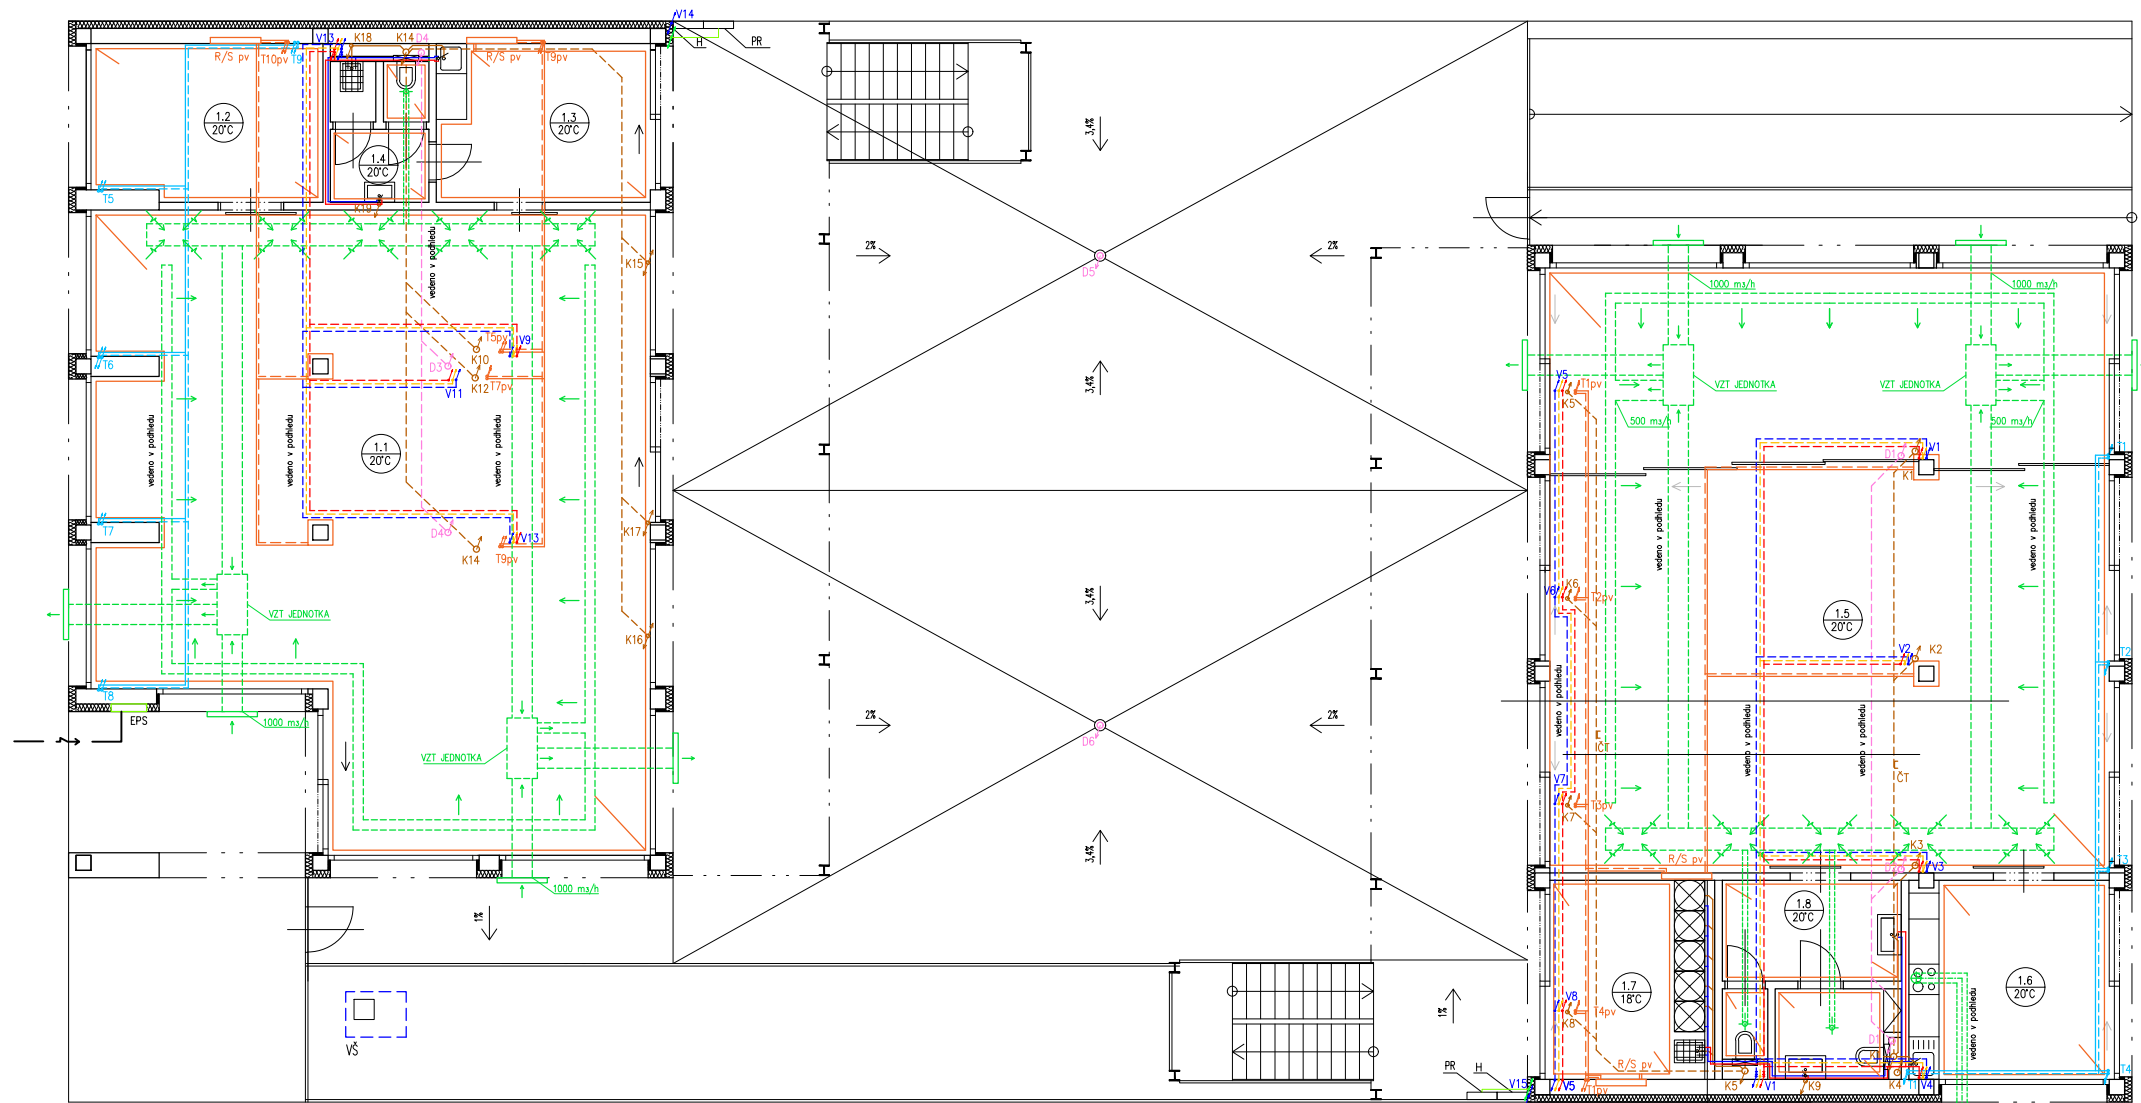 V14
H
PR
V13
K18
K14
D4
R/S pv
T10pv
T9
R/S pv
T9pv
1.2
20°C
1.3
20°C
1.4
20°C
K19
T5
3,4%
vedeno v podhledu
K15
2%
D5
2%
1000 m3/h
1000 m3/h
T5pv
V9
K10
D3
T6
K12
T7pv
V11
3,4%
V5
T1pv
K5
VZT JEDNOTKA
VZT JEDNOTKA
500 m3/h
500 m3/h
vedeno v podhledu
vedeno v podhledu
vedeno v podhledu
1.1
20°C
D1
V1
K1
T1
T7
D4
V13
K14
T9pv
K17
vedeno v podhledu
vedeno v podhledu
VZT JEDNOTKA
3,4%
K6
V6
T2pv
1.5
20°C
K16
V2
K2
T2
T8
EPS
1000 m3/h
2%
D6
2%
vedeno v podhledu
vedeno v podhledu
vedeno v podhledu
ČT
VZT JEDNOTKA
V7
T3pv
K7
ČT
3,4%
K3
V3
T3
R/S pv
1000 m3/h
1%
1.8
20°C
1.7
18°C
1.6
20°C
V8
T4pv
K8
1%
vedeno v podhledu
VŠ
D1
PR
H
R/S pv
V15
V5
T1pv
K5
V1
K9
K4
T1
V4
T4